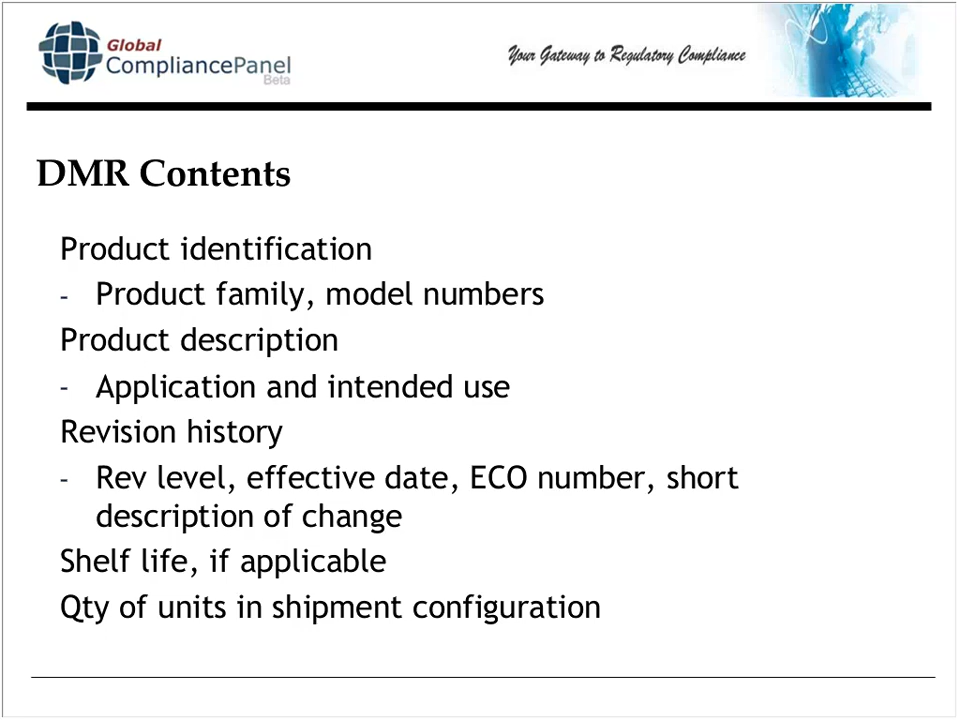 Global
CompliancePanel
Beta
Your Gateway to Regulatory Compliance
DMR Contents
Product identification
- Product family, model numbers
Product description
- Application and intended use
Revision history
- Rev level, effective date, ECO number, short
description of change
Shelf life, if applicable
Qty of units in shipment configuration